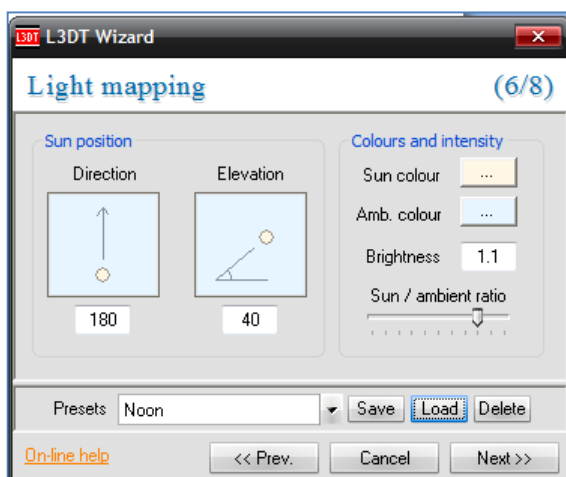 L3DT L3DT Wizard
Light mapping (6/8)
Sun position
Direction Elevation
180 40
Colours and intensity
Sun colour ...
Amb. colour ...
Brightness 1.1
Sun / ambient ratio
Presets Noon Save Load Delete
On-line help << Prev. Cancel Next >>